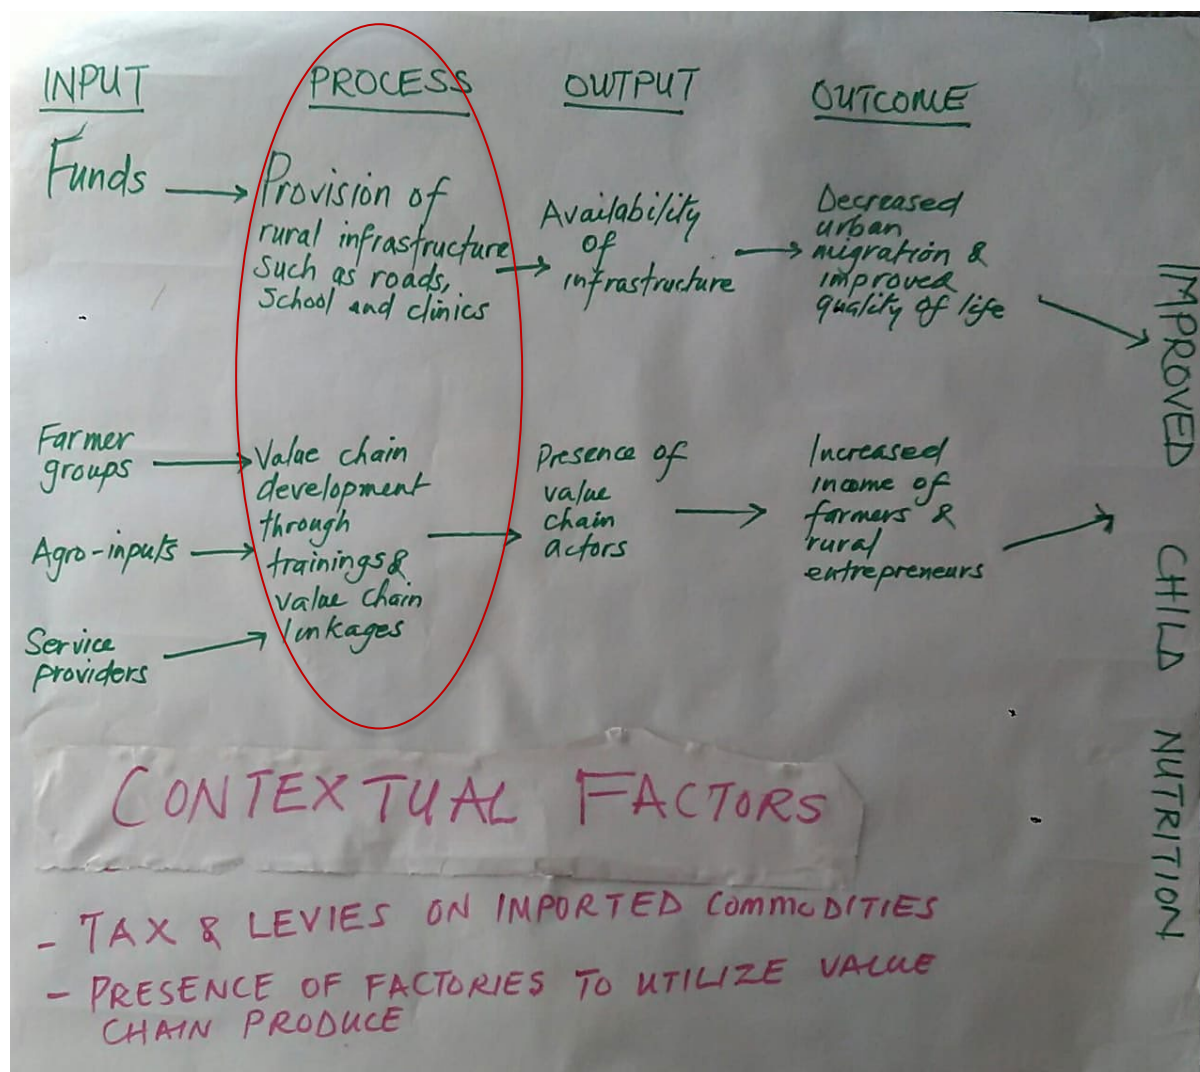 INPUT
PROCESS
OUTPUT
OUTCOME
Funds
Provision of
rural infrastructure
such as roads,
school and clinics
Availability
of
infrastructure
Decreased
urban
migration &
improved
quality of life
Farmer
groups
Agro-inputs
Service
providers
Value chain
development
through
trainings &
value chain
linkages
Presence of
value
chain
actors
Increased
income of
farmers &
rural
entrepreneurs
IMPROVED CHILD NUTRITION
CONTEXTUAL FACTORS
- TAX & LEVIES ON IMPORTED COMMODITIES
- PRESENCE OF FACTORIES TO UTILIZE VALUE
CHAIN PRODUCE